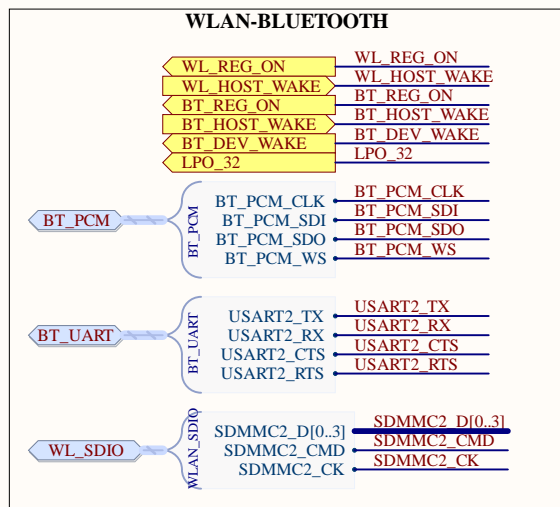 WLAN-BLUETOOTH
WL_REG_ON WL_REG_ON
WL_HOST_WAKE WL_HOST_WAKE
BT_REG_ON BT_REG_ON
BT_HOST_WAKE BT_HOST_WAKE
BT_DEV_WAKE BT_DEV_WAKE
LPO_32 LPO_32
BT_PCM
BT_PCM
BT_PCM_CLK BT_PCM_CLK
BT_PCM_SDI BT_PCM_SDI
BT_PCM_SDO BT_PCM_SDO
BT_PCM_WS BT_PCM_WS
BT_UART
BT_UART
USART2_TX USART2_TX
USART2_RX USART2_RX
USART2_CTS USART2_CTS
USART2_RTS USART2_RTS
WL_SDIO
WLAN_SDIO
SDMMC2_D[0..3] SDMMC2_D[0..3]
SDMMC2_CMD SDMMC2_CMD
SDMMC2_CK SDMMC2_CK